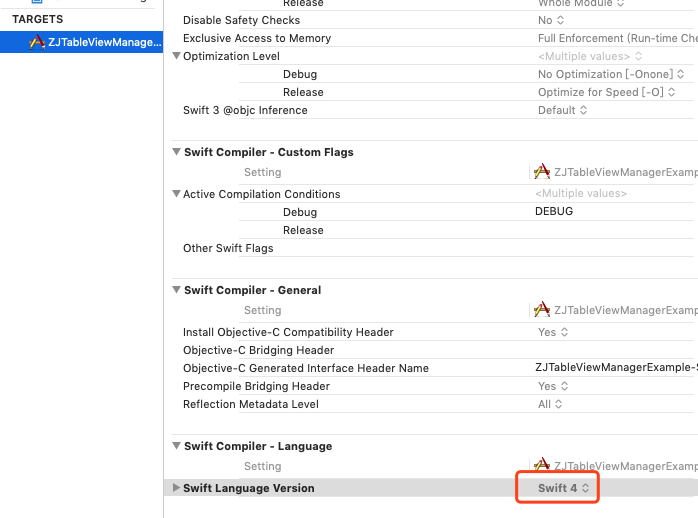 Release Whole Module
TARGETS
Disable Safety Checks No
ZJTableViewManage...
Exclusive Access to Memory Full Enforcement (Run-time Che
Optimization Level <Multiple values>
Debug No Optimization [-Onone]
Release Optimize for Speed [-O]
Swift 3 @objc Inference Default
Swift Compiler - Custom Flags
Setting ZJTableViewManagerExamp
Active Compilation Conditions <Multiple values>
Debug DEBUG
Release
Other Swift Flags
Swift Compiler - General
Setting ZJTableViewManagerExamp
Install Objective-C Compatibility Header Yes
Objective-C Bridging Header
Objective-C Generated Interface Header Name ZJTableViewManagerExample-S
Precompile Bridging Header Yes
Reflection Metadata Level All
Swift Compiler - Language
Setting ZJTableViewManagerExamp
Swift Language Version Swift 4